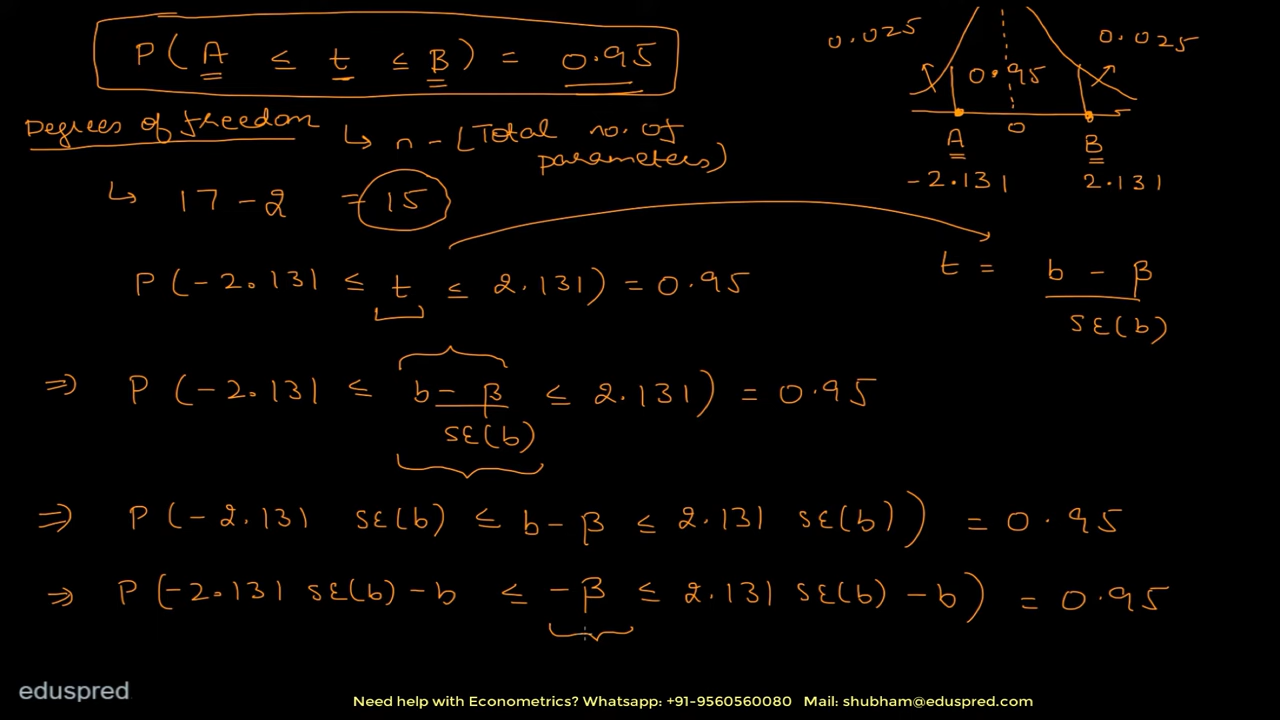 P(A ≤ t ≤ B) = 0.95
0.025
0.025
0.95
A
0
B
-2.131
2.131
Degrees of freedom
↳ n - (Total no. of
parameters)
↳ 17 - 2 = 15
P(-2.131 ≤ t ≤ 2.131) = 0.95
t = b - β
SE(b)
⇒ P(-2.131 ≤ b - β ≤ 2.131) = 0.95
SE(b)
⇒ P(-2.131 SE(b) ≤ b - β ≤ 2.131 SE(b)) = 0.95
⇒ P(-2.131 SE(b) - b ≤ -β ≤ 2.131 SE(b) - b) = 0.95
eduspred
Need help with Econometrics? Whatsapp: +91-9560560080 Mail: shubham@eduspred.com